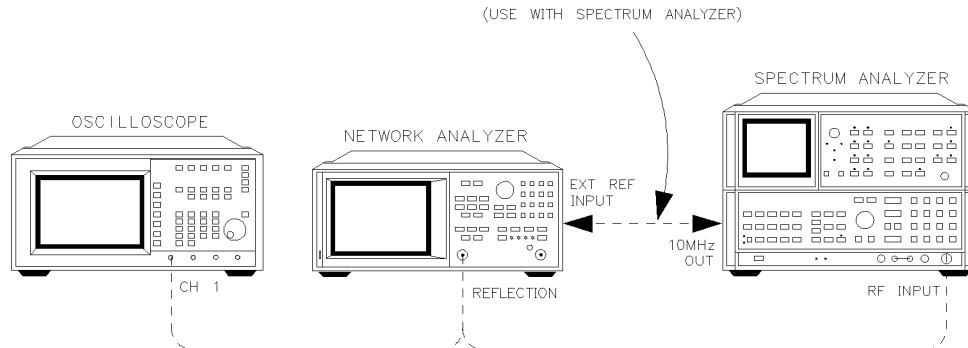 (USE WITH SPECTRUM ANALYZER)
SPECTRUM ANALYZER
OSCILLOSCOPE
NETWORK ANALYZER
EXT REF
INPUT
10MHz
OUT
CH 1
REFLECTION
RF INPUT